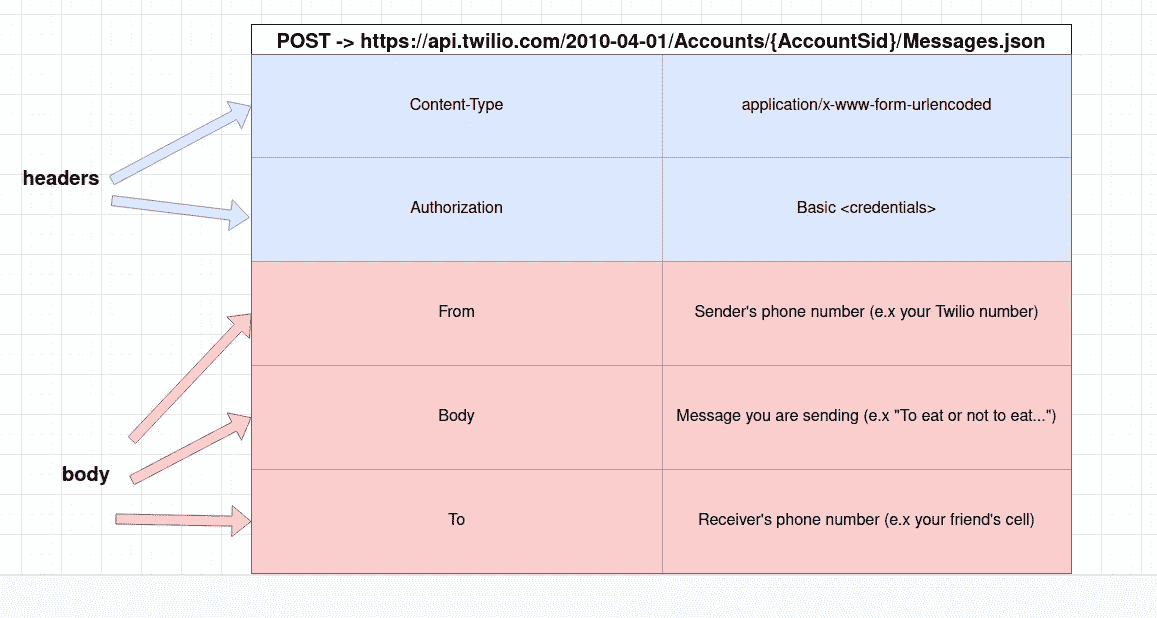 POST -> https://api.twilio.com/2010-04-01/Accounts/{AccountSid}/Messages.json
Content-Type
application/x-www-form-urlencoded
headers
Authorization
Basic <credentials>
From
Sender's phone number (e.x your Twilio number)
Body
Message you are sending (e.x "To eat or not to eat...")
body
To
Receiver's phone number (e.x your friend's cell)